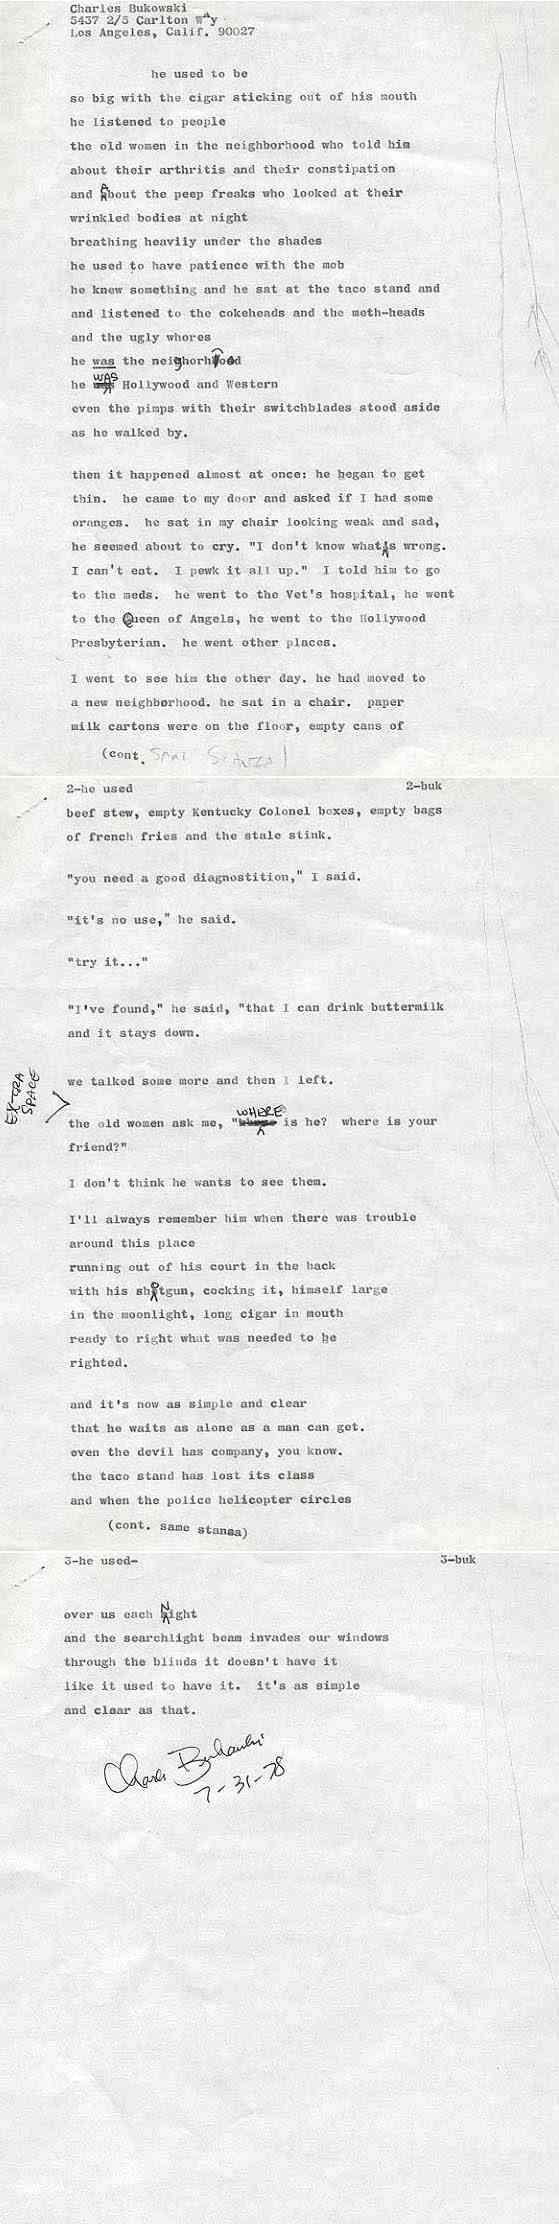 Charles Bukowski
5437 2/5 Carlton Way
Los Angeles, Calif. 90027
he used to be
so big with the cigar sticking out of his mouth
he listened to people
the old women in the neighborhood who told him
about their arthritis and their constipation
and About the peep freaks who looked at their
wrinkled bodies at night
breathing heavily under the shades
he used to have patience with the mob
he knew something and he sat at the taco stand and
and listened to the cokeheads and the meth-heads
and the ugly whores
he was the neighorhood
he WAS Hollywood and Western
even the pimps with their switchblades stood aside
as he walked by.
then it happened almost at once: he began to get
thin. he came to my door and asked if I had some
oranges. he sat in my chair looking weak and sad,
he seemed about to cry. "I don't know what's wrong.
I can't eat. I pewk it all up." I told him to go
to the meds. he went to the Vet's hospital, he went
to the Queen of Angels, he went to the Hollywood
Presbyterian. he went other places.
I went to see him the other day. he had moved to
a new neighborhood. he sat in a chair. paper
milk cartons were on the floor, empty cans of
(cont.
2-he used
2-buk
beef stew, empty Kentucky Colonel boxes, empty bags
of french fries and the stale stink.
"you need a good diagnostition," I said.
"it's no use," he said.
"try it..."
"I've found," he said, "that I can drink buttermilk
and it stays down.
we talked some more and then I left.
EXTRA
SPACE
the old women ask me, "WHERE is he? where is your
friend?"
I don't think he wants to see them.
I'll always remember him when there was trouble
around this place
running out of his court in the back
with his shOtgun, cocking it, himself large
in the moonlight, long cigar in mouth
ready to right what was needed to be
righted.
and it's now as simple and clear
that he waits as alone as a man can get.
even the devil has company, you know.
the taco stand has lost its class
and when the police helicopter circles
(cont. same stansa)
3-he used-
3-buk
over us each Night
and the searchlight beam invades our windows
through the blinds it doesn't have it
like it used to have it. it's as simple
and clear as that.
Charles Bukowski
7-31-78